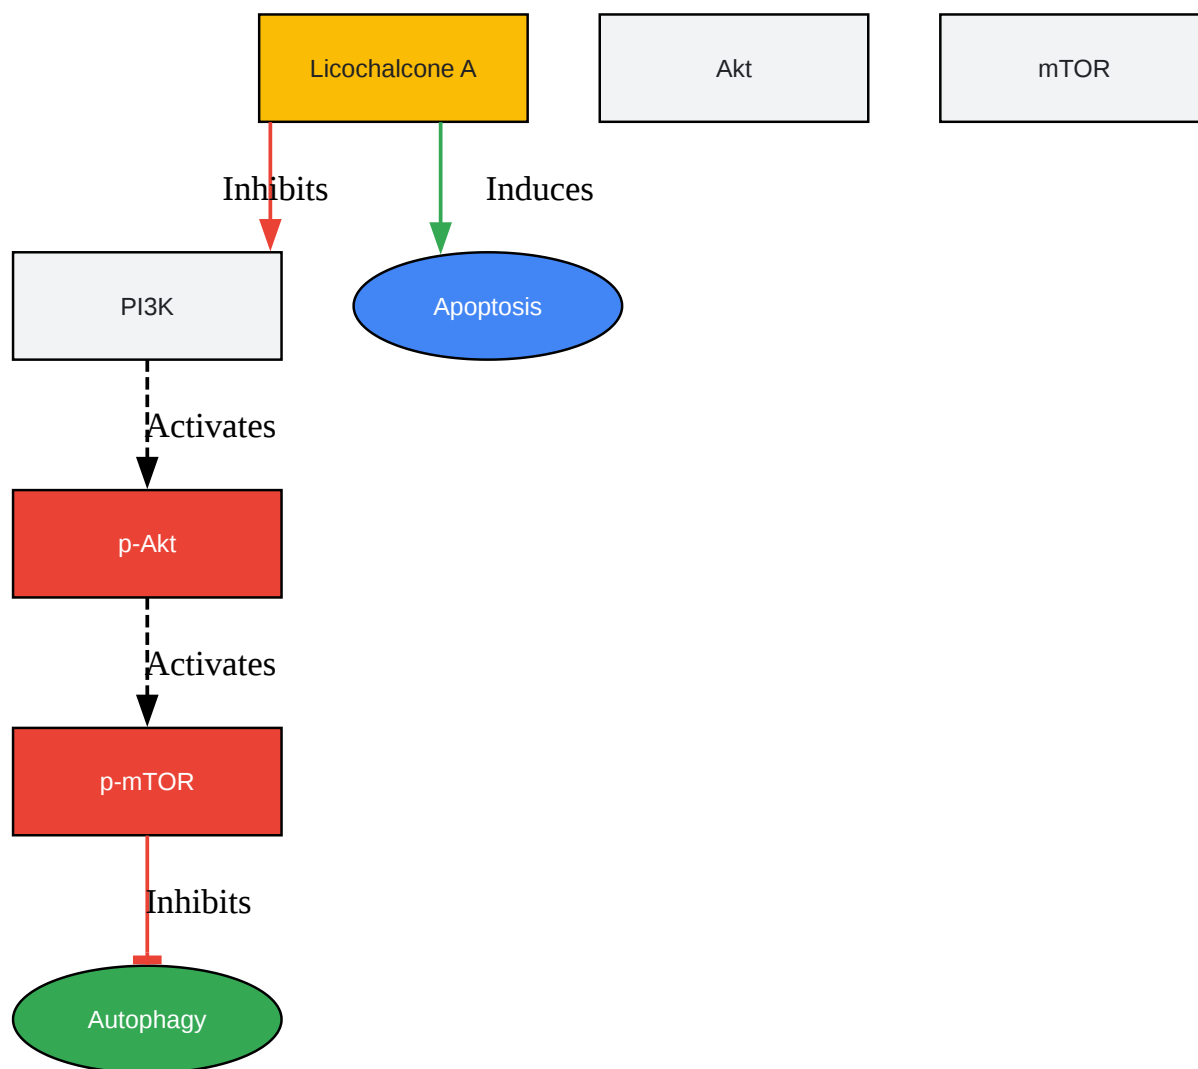 Licochalcone A
Akt
mTOR
Inhibits
Induces
PI3K
Apoptosis
Activates
p-Akt
Activates
p-mTOR
Inhibits
Autophagy